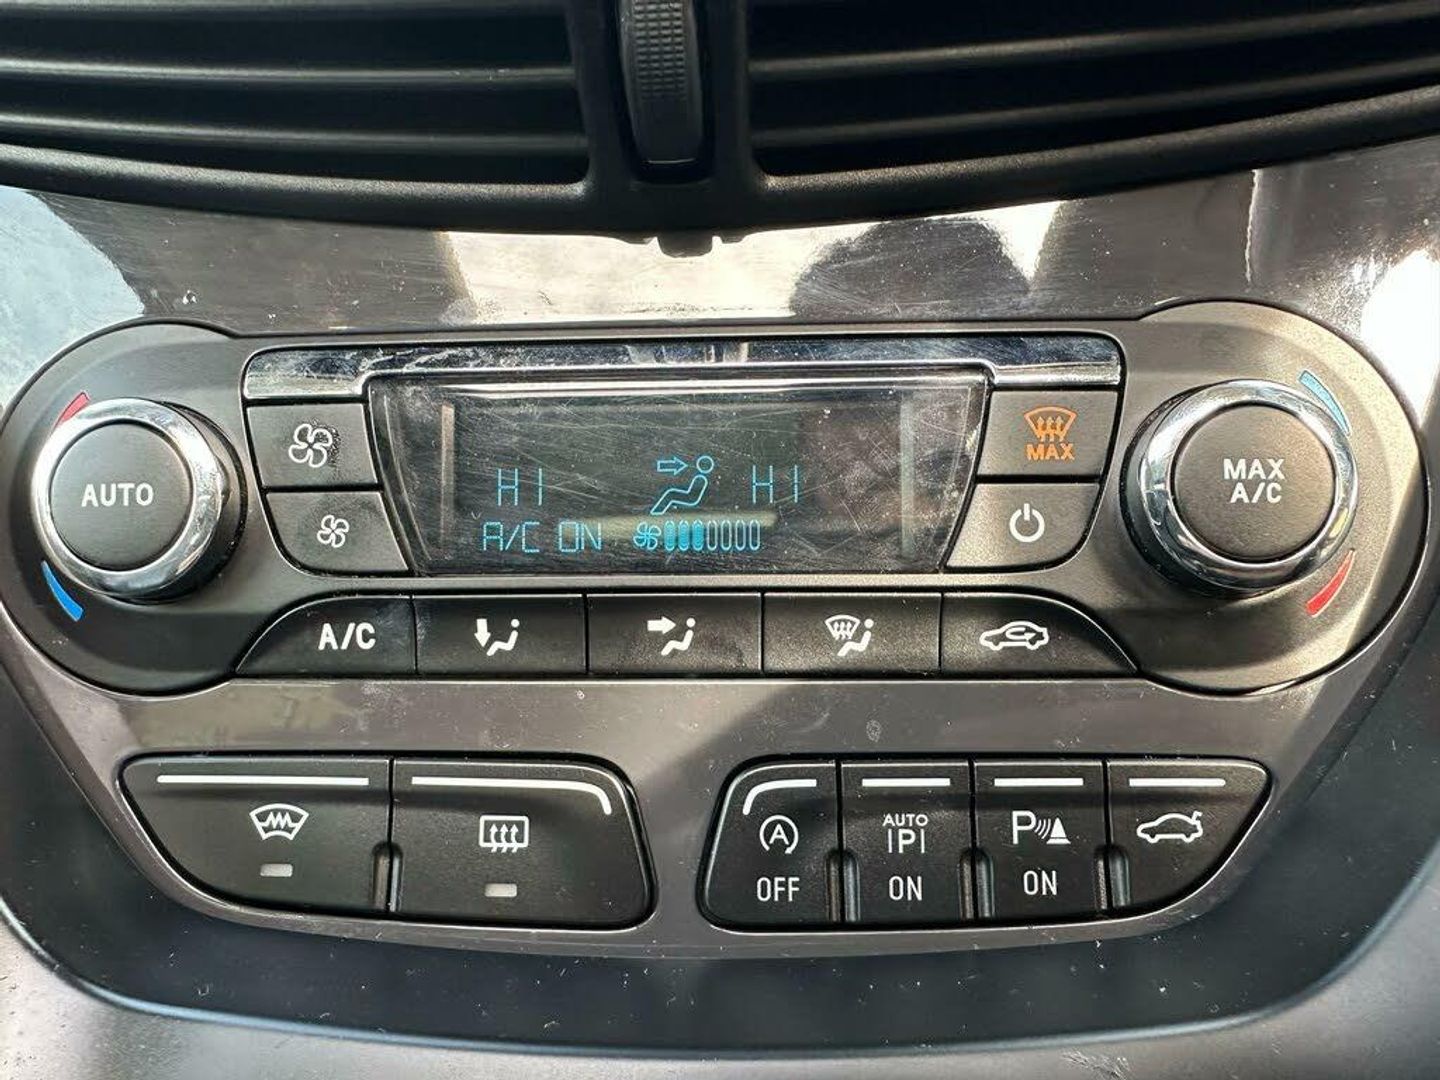 MAX
AUTO
HI HI
MAX
A/C
A/C ON
A/C
AUTO
P
P
OFF
ON
ON